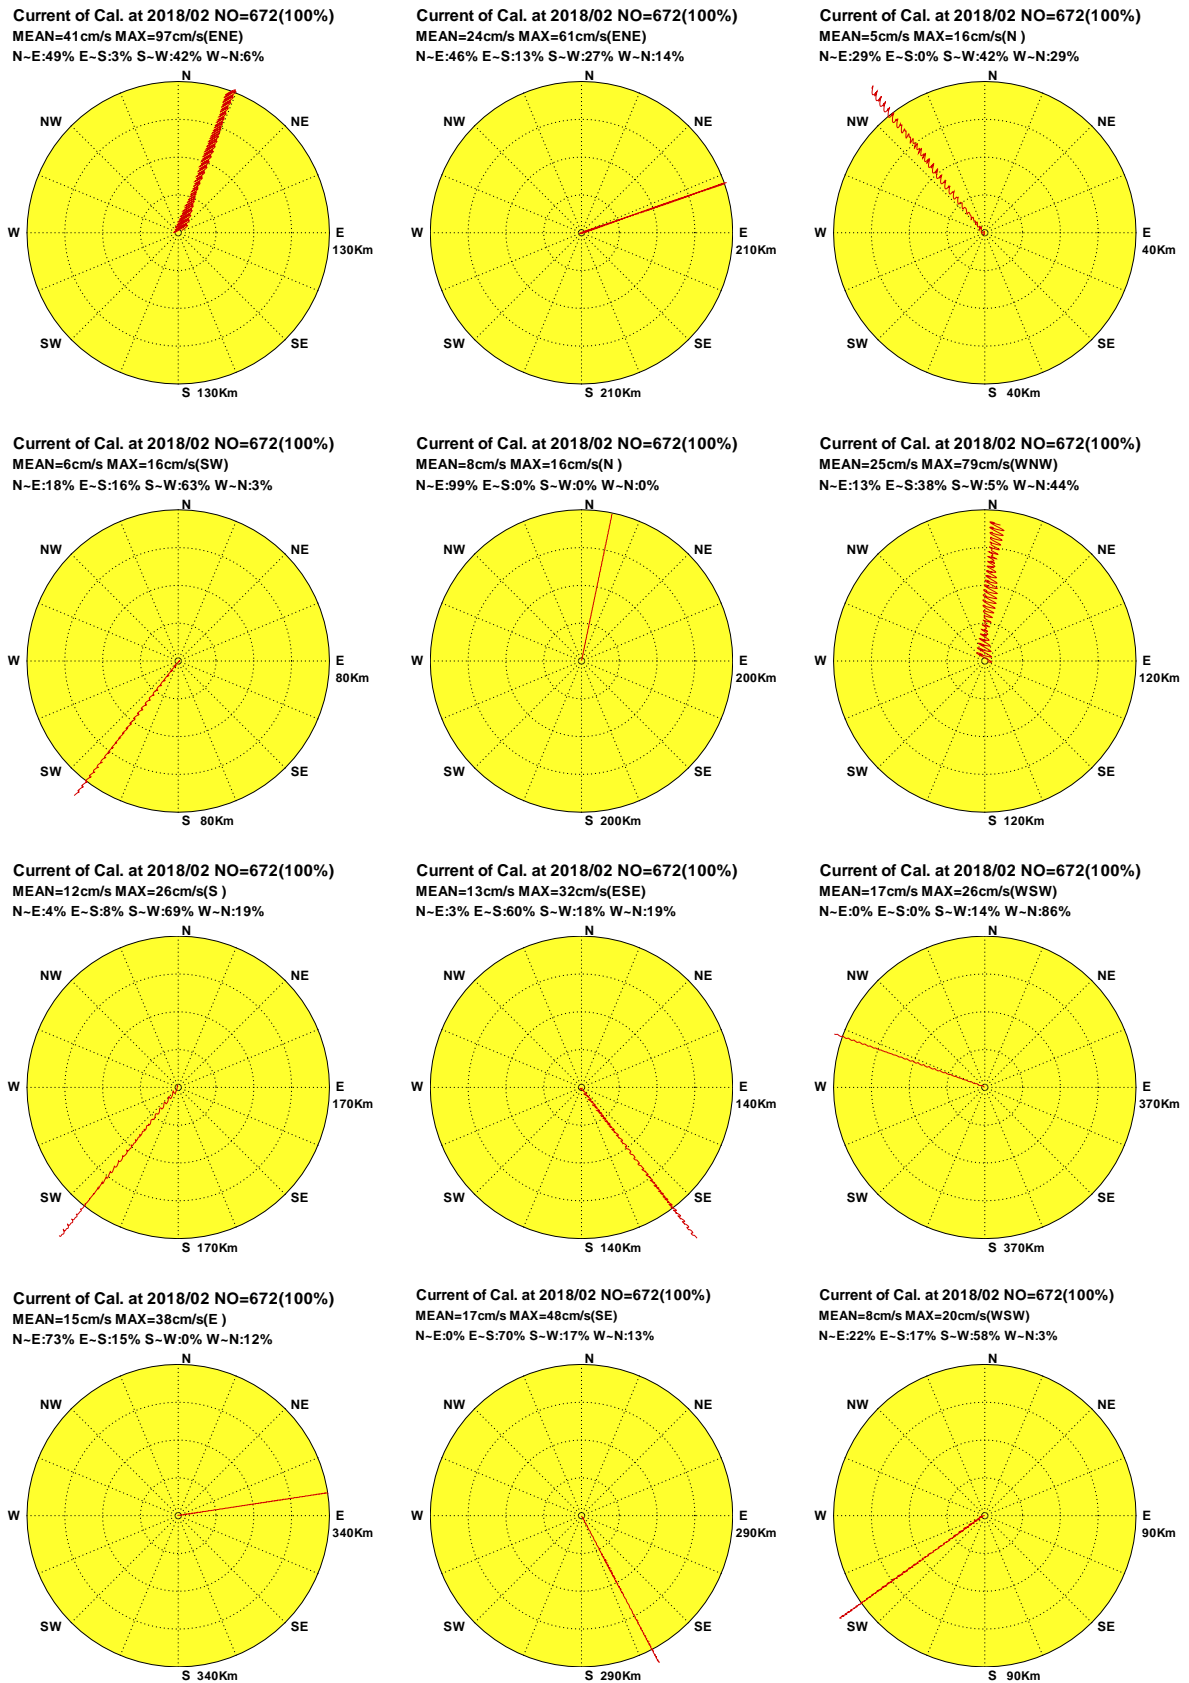 Current of Cal. at 2018/02 NO=672(100%)
MEAN=41cm/s MAX=97cm/s(ENE)
N~E:49% E~S:3% S~W:42% W~N:6%
N
NW
NE
W
E
130Km
SW
SE
S 130Km
Current of Cal. at 2018/02 NO=672(100%)
MEAN=24cm/s MAX=61cm/s(ENE)
N~E:46% E~S:13% S~W:27% W~N:14%
N
NW
NE
W
E
210Km
SW
SE
S 210Km
Current of Cal. at 2018/02 NO=672(100%)
MEAN=5cm/s MAX=16cm/s(N )
N~E:29% E~S:0% S~W:42% W~N:29%
N
NW
NE
W
E
40Km
SW
SE
S 40Km
Current of Cal. at 2018/02 NO=672(100%)
MEAN=6cm/s MAX=16cm/s(SW)
N~E:18% E~S:16% S~W:63% W~N:3%
N
NW
NE
W
E
80Km
SW
SE
S 80Km
Current of Cal. at 2018/02 NO=672(100%)
MEAN=8cm/s MAX=16cm/s(N )
N~E:99% E~S:0% S~W:0% W~N:0%
N
NW
NE
W
E
200Km
SW
SE
S 200Km
Current of Cal. at 2018/02 NO=672(100%)
MEAN=25cm/s MAX=79cm/s(WNW)
N~E:13% E~S:38% S~W:5% W~N:44%
N
NW
NE
W
E
120Km
SW
SE
S 120Km
Current of Cal. at 2018/02 NO=672(100%)
MEAN=12cm/s MAX=26cm/s(S )
N~E:4% E~S:8% S~W:69% W~N:19%
N
NW
NE
W
E
170Km
SW
SE
S 170Km
Current of Cal. at 2018/02 NO=672(100%)
MEAN=13cm/s MAX=32cm/s(ESE)
N~E:3% E~S:60% S~W:18% W~N:19%
N
NW
NE
W
E
140Km
SW
SE
S 140Km
Current of Cal. at 2018/02 NO=672(100%)
MEAN=17cm/s MAX=26cm/s(WSW)
N~E:0% E~S:0% S~W:14% W~N:86%
N
NW
NE
W
E
370Km
SW
SE
S 370Km
Current of Cal. at 2018/02 NO=672(100%)
MEAN=15cm/s MAX=38cm/s(E )
N~E:73% E~S:15% S~W:0% W~N:12%
N
NW
NE
W
E
340Km
SW
SE
S 340Km
Current of Cal. at 2018/02 NO=672(100%)
MEAN=17cm/s MAX=48cm/s(SE)
N~E:0% E~S:70% S~W:17% W~N:13%
N
NW
NE
W
E
290Km
SW
SE
S 290Km
Current of Cal. at 2018/02 NO=672(100%)
MEAN=8cm/s MAX=20cm/s(WSW)
N~E:22% E~S:17% S~W:58% W~N:3%
N
NW
NE
W
E
90Km
SW
SE
S 90Km